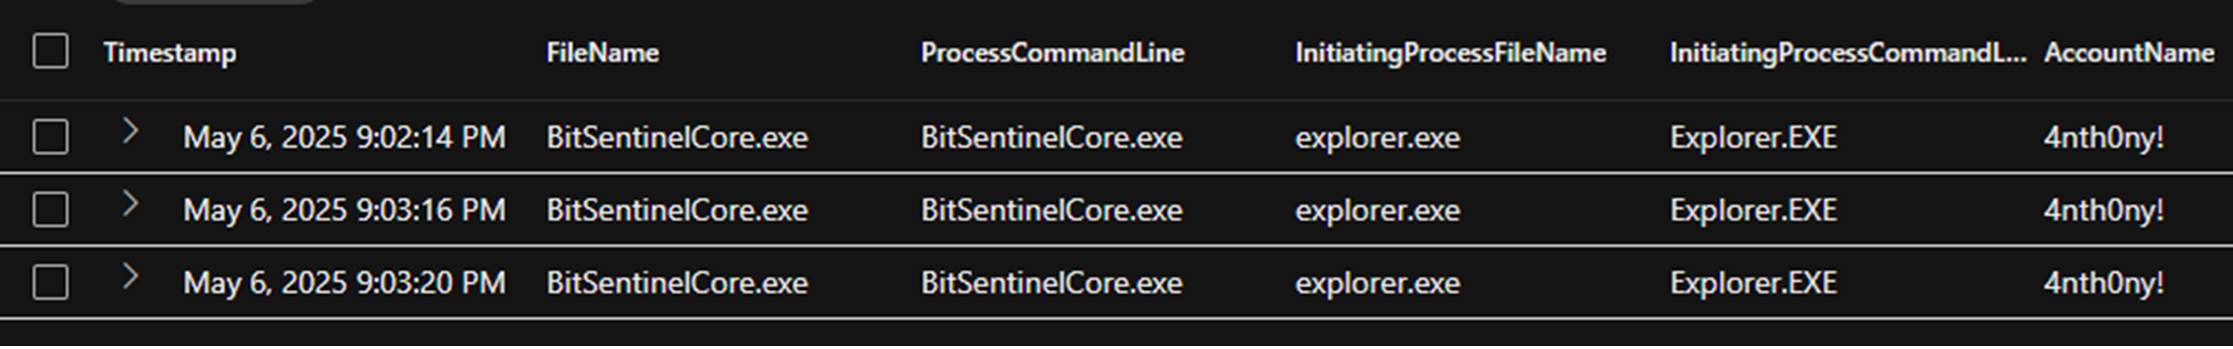 Timestamp FileName ProcessCommandLine InitiatingProcessFileName InitiatingProcessCommandL... AccountName
May 6, 2025 9:02:14 PM BitSentinelCore.exe BitSentinelCore.exe explorer.exe Explorer.EXE 4nth0ny!
May 6, 2025 9:03:16 PM BitSentinelCore.exe BitSentinelCore.exe explorer.exe Explorer.EXE 4nth0ny!
May 6, 2025 9:03:20 PM BitSentinelCore.exe BitSentinelCore.exe explorer.exe Explorer.EXE 4nth0ny!